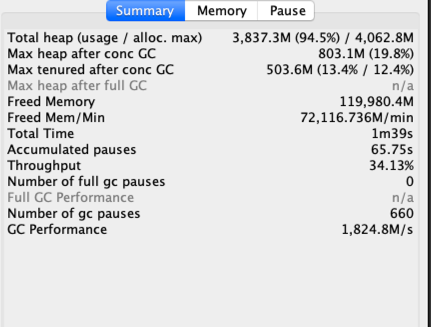 Summary Memory Pause
Total heap (usage / alloc. max) 3,837.3M (94.5%) / 4,062.8M
Max heap after conc GC 803.1M (19.8%)
Max tenured after conc GC 503.6M (13.4% / 12.4%)
Max heap after full GC n/a
Freed Memory 119,980.4M
Freed Mem/Min 72,116.736M/min
Total Time 1m39s
Accumulated pauses 65.75s
Throughput 34.13%
Number of full gc pauses 0
Full GC Performance n/a
Number of gc pauses 660
GC Performance 1,824.8M/s